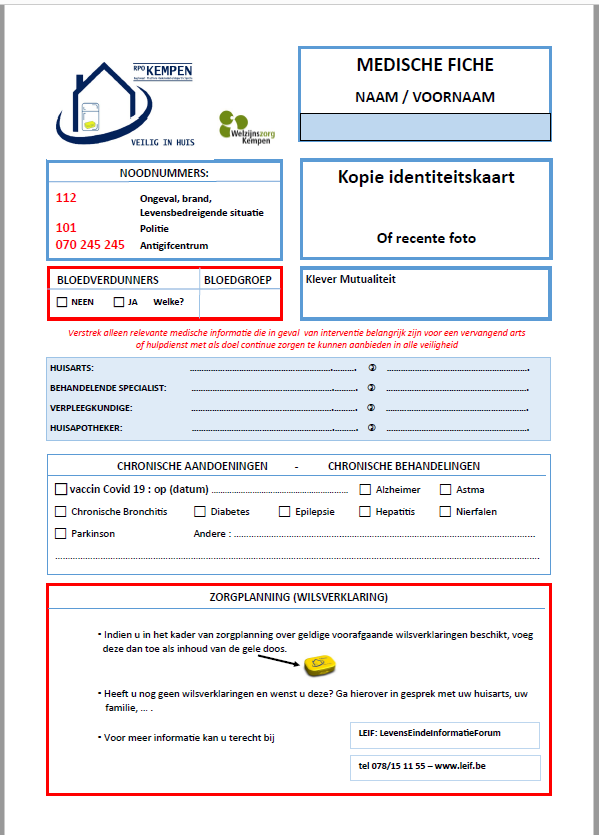 RPO KEMPEN
VEILIG IN HUIS
Welzijnszorg
Kempen
MEDISCHE FICHE
NAAM / VOORNAAM
NOODNUMMERS:
112 Ongeval, brand,
Levensbedreigende situatie
101 Politie
070 245 245 Antigifcentrum
Kopie identiteitskaart
Of recente foto
BLOEDVERDUNNERS BLOEDGROEP
☐ NEEN ☐ JA Welke?
Klever Mutualiteit
Verstrek alleen relevante medische informatie die in geval van interventie belangrijk zijn voor een vervangend arts
of hulpdienst met als doel continue zorgen te kunnen aanbieden in alle veiligheid
HUISARTS:
BEHANDELENDE SPECIALIST:
VERPLEEGKUNDIGE:
HUISAPOTHEKER:
CHRONISCHE AANDOENINGEN - CHRONISCHE BEHANDELINGEN
☐ vaccin Covid 19 : op (datum) ☐ Alzheimer ☐ Astma
☐ Chronische Bronchitis ☐ Diabetes ☐ Epilepsie ☐ Hepatitis ☐ Nierfalen
☐ Parkinson Andere :
ZORGPLANNING (WILSVERKLARING)
• Indien u in het kader van zorgplanning over geldige voorafgaande wilsverklaringen beschikt, voeg
deze dan toe als inhoud van de gele doos.
• Heeft u nog geen wilsverklaringen en wenst u deze? Ga hierover in gesprek met uw huisarts, uw
familie, ... .
• Voor meer informatie kan u terecht bij
LEIF: LevensEindeInformatieForum
tel 078/15 11 55 – www.leif.be